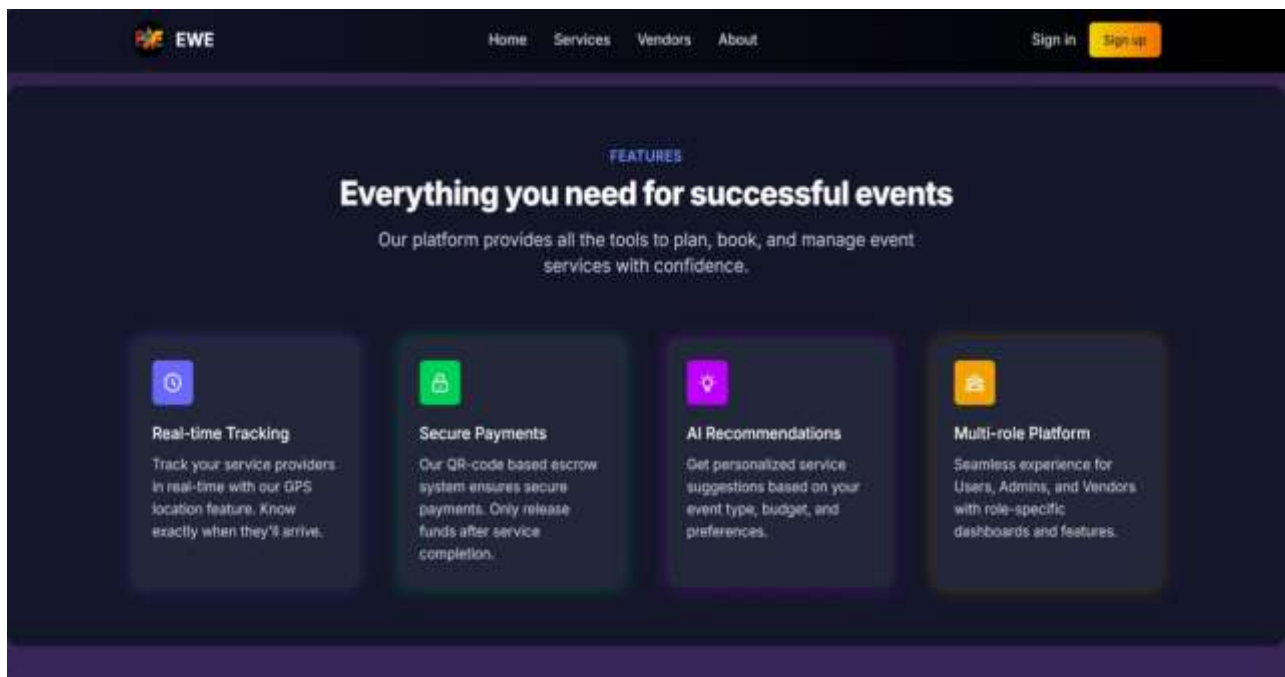 EWE
Home Services Vendors About
Sign in Sign up
FEATURES
Everything you need for successful events
Our platform provides all the tools to plan, book, and manage event
services with confidence.
Real-time Tracking
Track your service providers
in real-time with our GPS
location feature. Know
exactly when they'll arrive.
Secure Payments
Our QR-code based escrow
system ensures secure
payments. Only release
funds after service
completion.
AI Recommendations
Get personalized service
suggestions based on your
event type, budget, and
preferences.
Multi-role Platform
Seamless experience for
Users, Admins, and Vendors
with role-specific
dashboards and features.